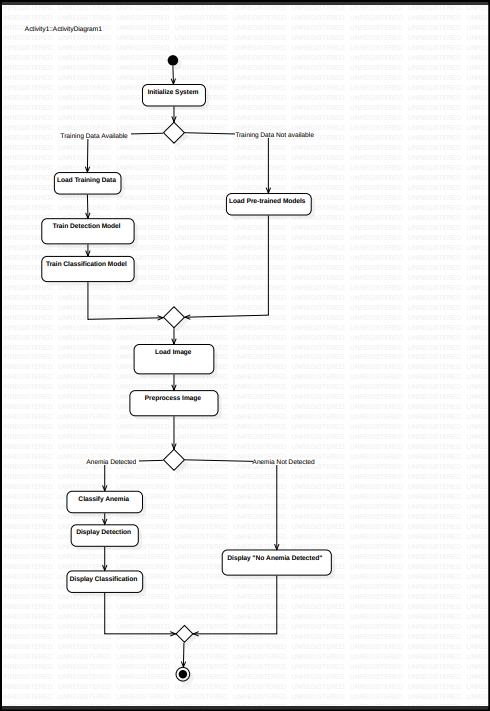 Activity1::ActivityDiagram1
Initialize System
Training Data Available
Training Data Not available
Load Training Data
Load Pre-trained Models
Train Detection Model
Train Classification Model
Load Image
Preprocess Image
Anemia Detected
Anemia Not Detected
Classify Anemia
Display Detection
Display "No Anemia Detected"
Display Classification